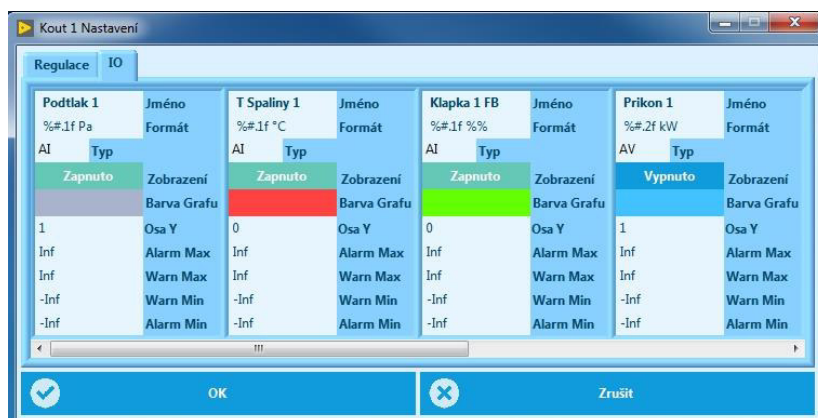 Kout 1 Nastavení
Regulace IO
Podtlak 1 Jméno T Spaliny 1 Jméno Klapka 1 FB Jméno Prikon 1 Jméno
%#.1f Pa Formát %#.1f °C Formát %#.1f %% Formát %#.2f kW Formát
AI Typ AI Typ AI Typ AV Typ
Zapnuto Zobrazení Zapnuto Zobrazení Zapnuto Zobrazení Vypnuto Zobrazení
Barva Grafu Barva Grafu Barva Grafu Barva Grafu
1 Osa Y 0 Osa Y 0 Osa Y 1 Osa Y
Inf Alarm Max Inf Alarm Max Inf Alarm Max Inf Alarm Max
Inf Warn Max Inf Warn Max Inf Warn Max Inf Warn Max
-Inf Warn Min -Inf Warn Min -Inf Warn Min -Inf Warn Min
-Inf Alarm Min -Inf Alarm Min -Inf Alarm Min -Inf Alarm Min
OK Zrušit